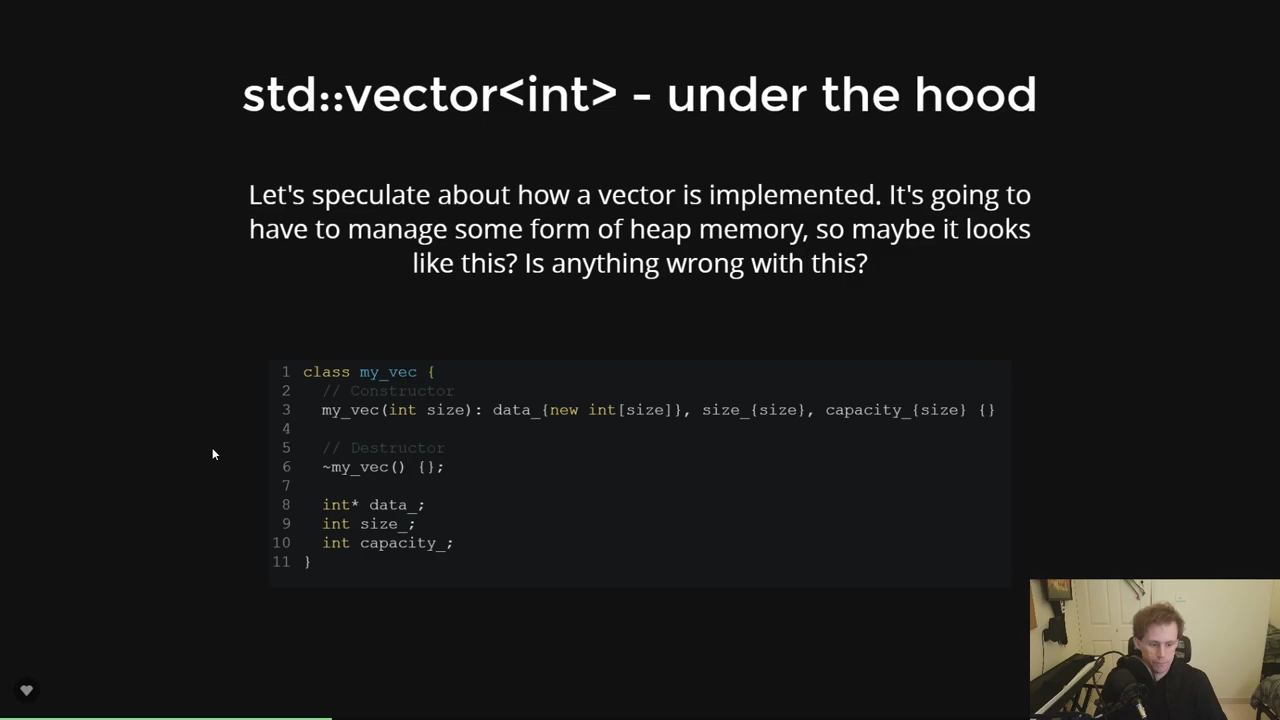 std::vector<int> - under the hood
Let's speculate about how a vector is implemented. It's going to
have to manage some form of heap memory, so maybe it looks
like this? Is anything wrong with this?
1 class my_vec {
2 // Constructor
3 my_vec(int size): data_{new int[size]}, size_{size}, capacity_{size} {}
4
5 // Destructor
6 ~my_vec() {};
7
8 int* data_;
9 int size_;
10 int capacity_;
11 }